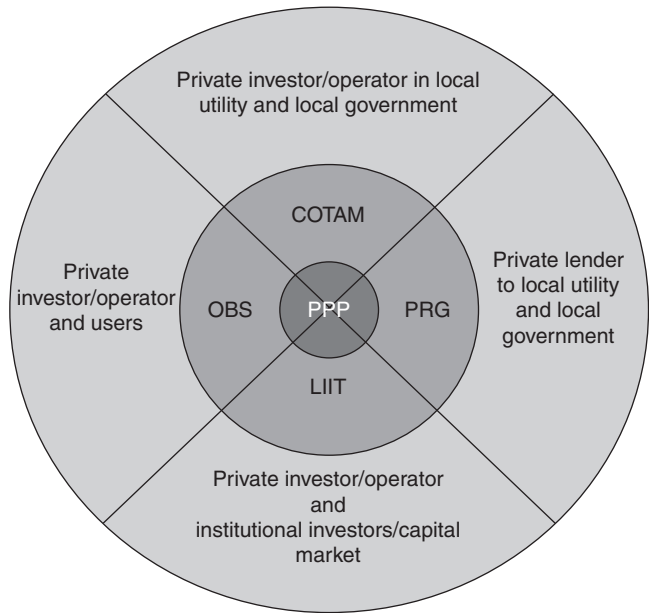 Private investor/operator in local
utility and local government
COTAM
Private
investor/operator
and users
OBS
PPP
PRG
Private lender
to local utility
and local
government
LIIT
Private investor/operator
and
institutional investors/capital
market